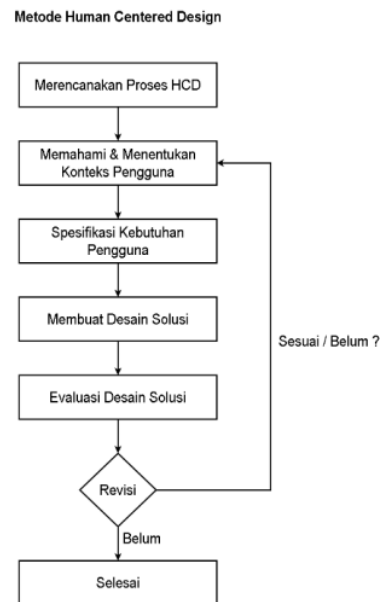 Metode Human Centered Design
Merencanakan Proses HCD
Memahami & Menentukan
Konteks Pengguna
Spesifikasi Kebutuhan
Pengguna
Membuat Desain Solusi
Sesuai / Belum ?
Evaluasi Desain Solusi
Revisi
Belum
Selesai